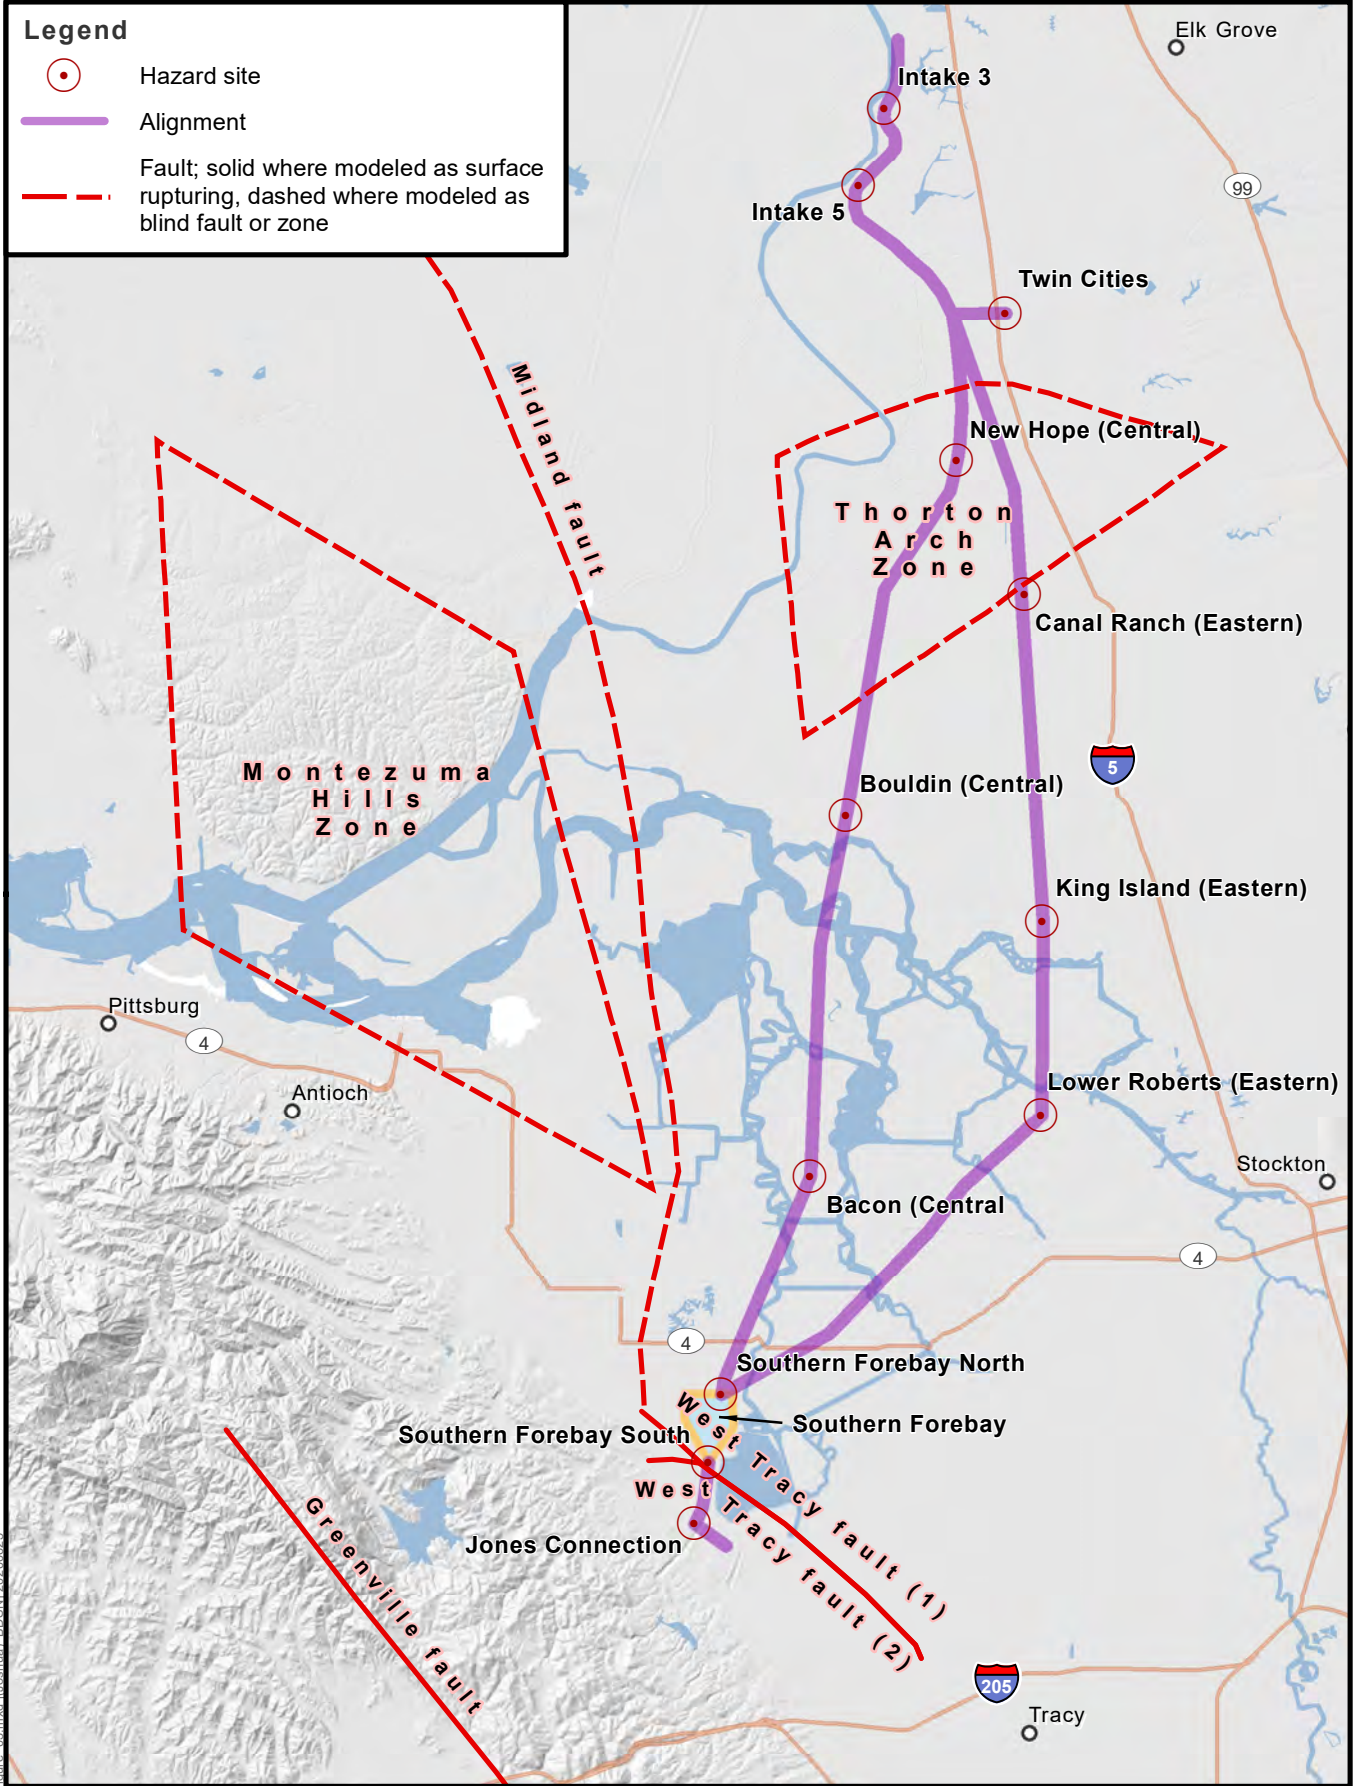 Legend
Hazard site
Alignment
Fault; solid where modeled as surface
rupturing, dashed where modeled as
blind fault or zone
Elk Grove
Intake 3
99
Intake 5
Twin Cities
Midland fault
New Hope (Central)
Thorton
Arch
Zone
Canal Ranch (Eastern)
5
Montezuma
Hills
Zone
Bouldin (Central)
King Island (Eastern)
Pittsburg
4
Antioch
Lower Roberts (Eastern)
Stockton
Bacon (Central
4
4
Southern Forebay North
Southern Forebay
Southern Forebay South
West Tracy fault (1)
West Tracy fault (2)
Jones Connection
Greenville fault
205
Tracy